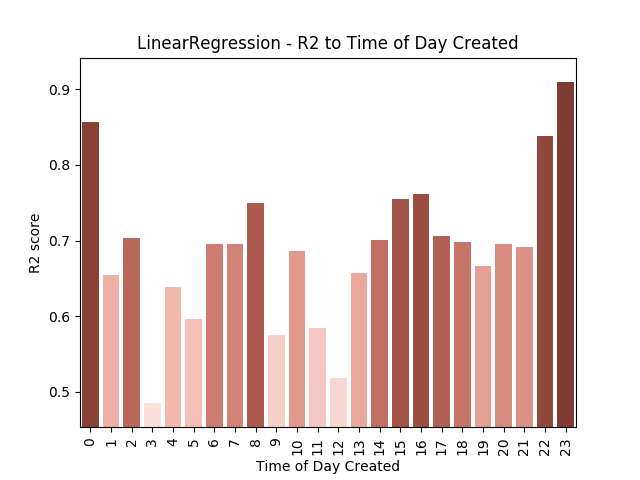 LinearRegression - R2 to Time of Day Created
R2 score
0.9
0.8
0.7
0.6
0.5
0 1 2 3 4 5 6 7 8 9 10 11 12 13 14 15 16 17 18 19 20 21 22 23
Time of Day Created